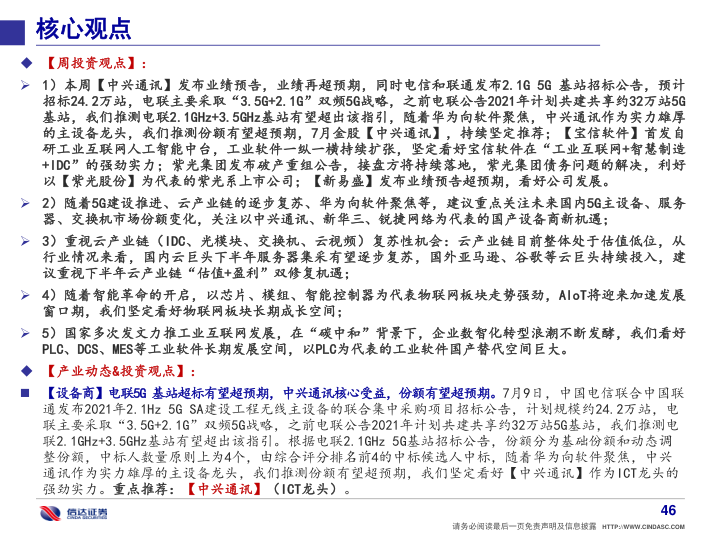 核心观点
◆ 【周投资观点】:
➢ 1)本周【中兴通讯】发布业绩预告，业绩再超预期，同时电信和联通发布2.1G 5G 基站招标公告，预计
招标24.2万站，电联主要采取“3.5G+2.1G”双频5G战略，之前电联公告2021年计划共建共享约32万站5G
基站，我们推测电联2.1GHz+3.5GHz基站有望超出该指引，随着华为向软件聚焦，中兴通讯作为实力雄厚
的主设备龙头，我们推测份额有望超预期，7月金股【中兴通讯】，持续坚定推荐；【宝信软件】首发自
研工业互联网人工智能中台，工业软件一纵一横持续扩张，坚定看好宝信软件在“工业互联网+智慧制造
+IDC”的强劲实力；紫光集团发布破产重组公告，接盘方将持续落地，紫光集团债务问题的解决，利好
以【紫光股份】为代表的紫光系上市公司；【新易盛】发布业绩预告超预期，看好公司发展。
➢ 2）随着5G建设推进、云产业链的逐步复苏、华为向软件聚焦等，建议重点关注未来国内5G主设备、服务
器、交换机市场份额变化，关注以中兴通讯、新华三、锐捷网络为代表的国产设备商新机遇；
➢ 3）重视云产业链（IDC、光模块、交换机、云视频）复苏性机会：云产业链目前整体处于估值低位，从
行业情况来看，国内云巨头下半年服务器集采有望逐步复苏，国外亚马逊、谷歌等云巨头持续投入，建
议重视下半年云产业链“估值+盈利”双修复机遇；
➢ 4）随着智能革命的开启，以芯片、模组、智能控制器为代表物联网板块走势强劲，AIoT将迎来加速发展
窗口期，我们坚定看好物联网板块长期成长空间；
➢ 5）国家多次发文力推工业互联网发展，在“碳中和”背景下，企业数智化转型浪潮不断发酵，我们看好
PLC、DCS、MES等工业软件长期发展空间，以PLC为代表的工业软件国产替代空间巨大。
◆ 【产业动态&投资观点】:
■ 【设备商】电联5G 基站超标有望超预期，中兴通讯核心受益，份额有望超预期。7月9日，中国电信联合中国联
通发布2021年2.1Hz 5G SA建设工程无线主设备的联合集中采购项目招标公告，计划规模约24.2万站，电
联主要采取“3.5G+2.1G”双频5G战略，之前电联公告2021年计划共建共享约32万站5G基站，我们推测电
联2.1GHz+3.5GHz基站有望超出该指引。根据电联2.1GHz 5G基站招标公告，份额分为基础份额和动态调
整份额，中标人数量原则上为4个，由综合评分排名前4的中标候选人中标，随着华为向软件聚焦，中兴
通讯作为实力雄厚的主设备龙头，我们推测份额有望超预期，我们坚定看好【中兴通讯】作为ICT龙头的
强劲实力。重点推荐：【中兴通讯】（ICT龙头）。
信达证券
CINDA SECURITIES
46
请务必阅读最后一页免责声明及信息披露 HTTP://WWW.CINDASC.COM